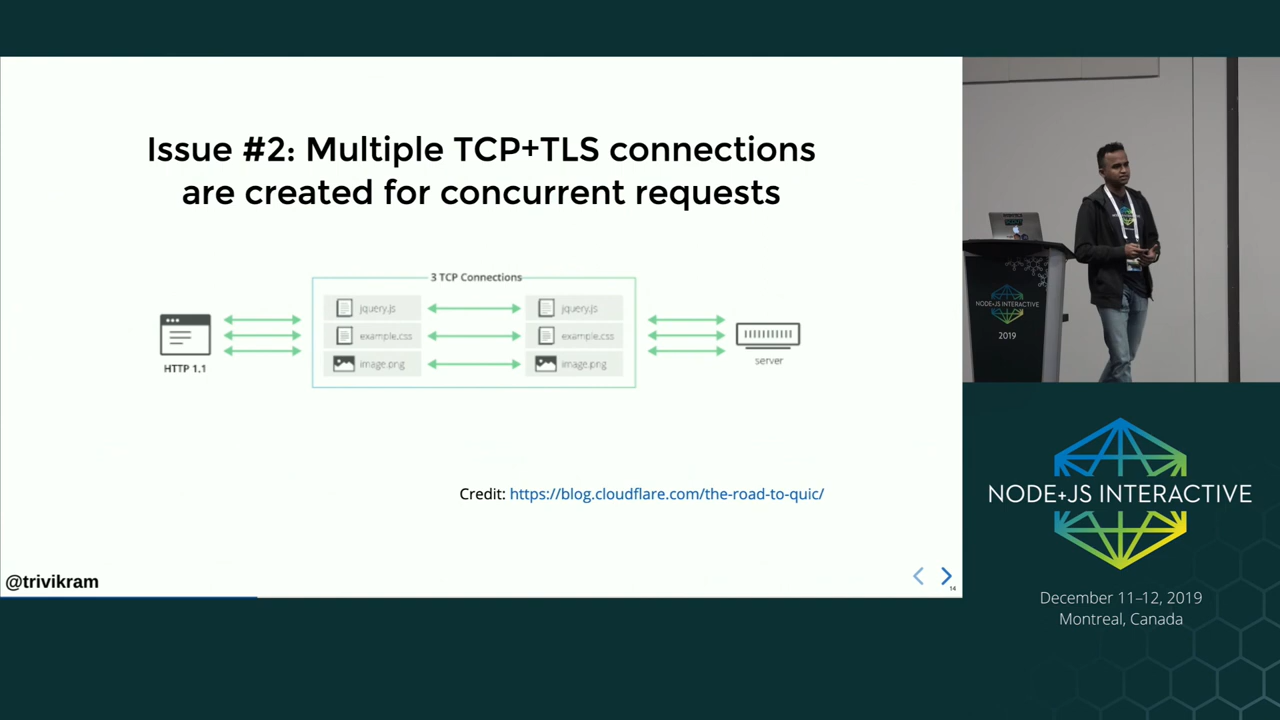 Issue #2: Multiple TCP+TLS connections
are created for concurrent requests
3 TCP Connections
jquery.js
jquery.js
example.css
example.css
image.png
image.png
HTTP 1.1
server
Credit: https://blog.cloudflare.com/the-road-to-quic/
@trivikram
14
NODE+JS INTERACTIVE
2019
NODE+JS INTERACTIVE
December 11–12, 2019
Montreal, Canada